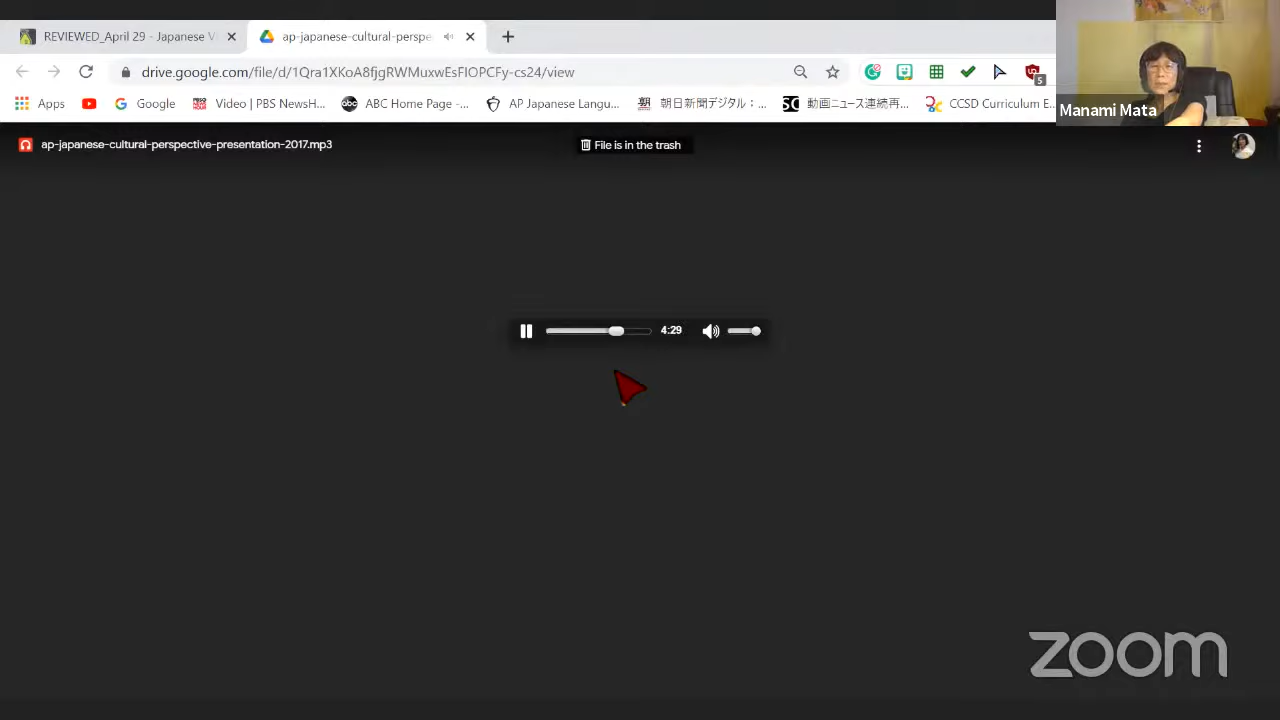 REVIEWED_April 29 - Japanese V
ap-japanese-cultural-perspe
drive.google.com/file/d/1Qra1YXoA8fjgRWMuxwEsFIOPCFy-cs24/view
5
Apps
Google
Video | PBS NewsH...
abc
ABC Home Page -...
AP Japanese Langu...
朝日新聞デジタル：...
動画ニュース連続再...
CCSD Curriculum E...
Manami Mata
ap-japanese-cultural-perspective-presentation-2017.mp3
File is in the trash
4:29
zoom